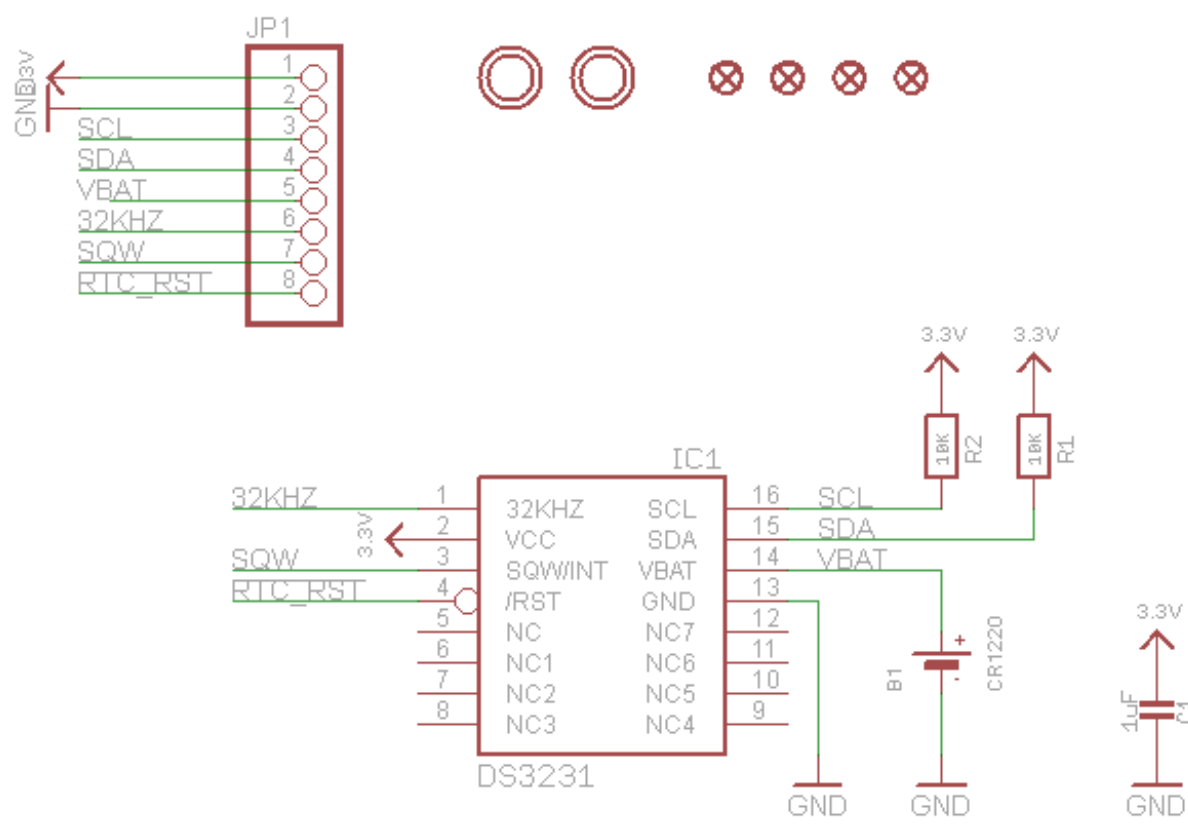 JP1
3.3V
1
GND
2
SCL
3
SDA
4
VBAT
5
32KHZ
6
SQW
7
RTC_RST
8
3.3V
3.3V
10K
R2
10K
R1
IC1
32KHZ
1
32KHZ
SCL
16
SCL
3.3V
2
VCC
SDA
15
SDA
SQW
3
SQW/INT
VBAT
14
VBAT
RTC_RST
4
/RST
GND
13
5
NC
NC7
12
6
NC1
NC6
11
7
NC2
NC5
10
8
NC3
NC4
9
DS3231
B1
+
-
CR1220
3.3V
1uF
C1
GND
GND
GND